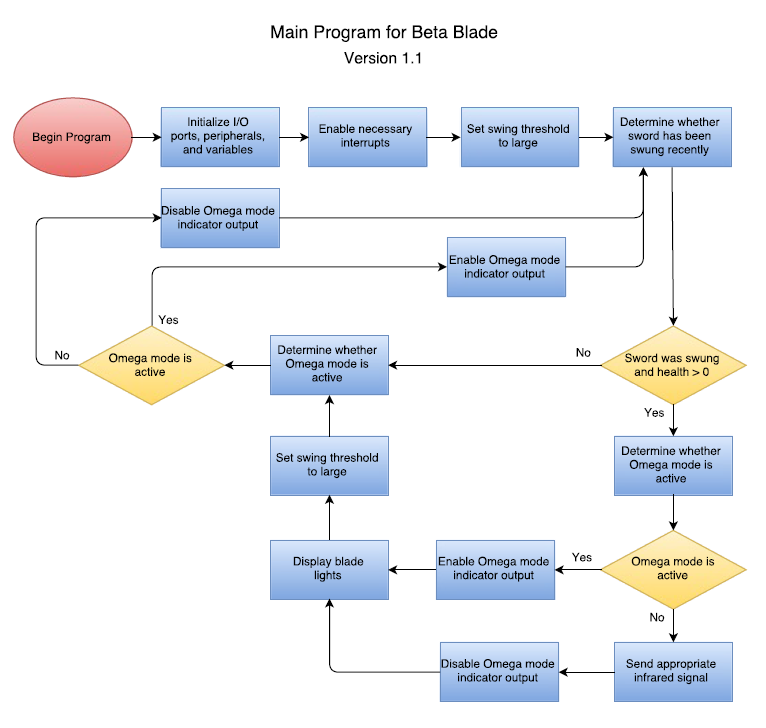 Main Program for Beta Blade
Version 1.1
Begin Program
Initialize I/O
ports, peripherals,
and variables
Enable necessary
interrupts
Set swing threshold
to large
Determine whether
sword has been
swung recently
Disable Omega mode
indicator output
Enable Omega mode
indicator output
Yes
No
Omega mode is
active
Determine whether
Omega mode is
active
No
Sword was swung
and health > 0
Yes
Set swing threshold
to large
Determine whether
Omega mode is
active
Display blade
lights
Enable Omega mode
indicator output
Yes
Omega mode is
active
No
Disable Omega mode
indicator output
Send appropriate
infrared signal